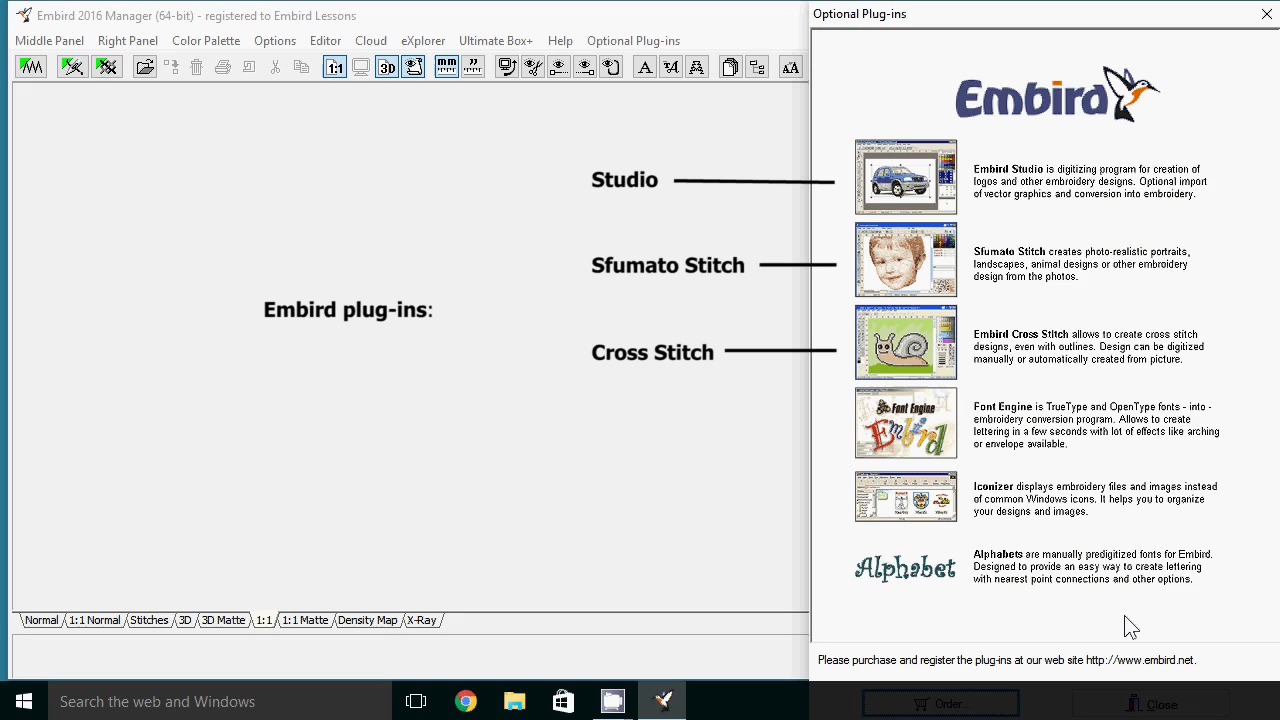 Embird 2016 Manager (64-bit) - registered to Embird Lessons
Middle Panel Right Panel Color Palette Options Editor Cloud eXplorer Ultimate Box+ Help Optional Plug-ins
1:1 3D mm ,, A A A AA
Studio
Sfumato Stitch
Embird plug-ins:
Cross Stitch
Normal 1:1 Normal Stitches 3D 3D Matte 1:1 1:1 Matte Density Map X-Ray
Optional Plug-ins
Embird
Embird Studio is digitizing program for creation of
logos and other embroidery designs. Optional import
of vector graphics and conversion into embroidery.
Sfumato Stitch creates photo-realistic portraits,
landscapes, animal designs or other embroidery
design from the photos.
Embird Cross Stitch allows to create cross stitch
designs, even with outlines. Design can be digitized
manually or automatically created from picture.
Font Engine
Embird
Font Engine is TrueType and OpenType fonts - into -
embroidery conversion program. Allows to create
lettering in a few seconds with lot of effects like arching
or envelope available.
Iconizer displays embroidery files and images instead
of common Windows icons. It helps you to organize
your designs and images.
Alphabet
Alphabets are manually predigitized fonts for Embird.
Designed to provide an easy way to create lettering
with nearest point connections and other options.
Please purchase and register the plug-ins at our web site http://www.embird.net.
Order... Close
Search the web and Windows